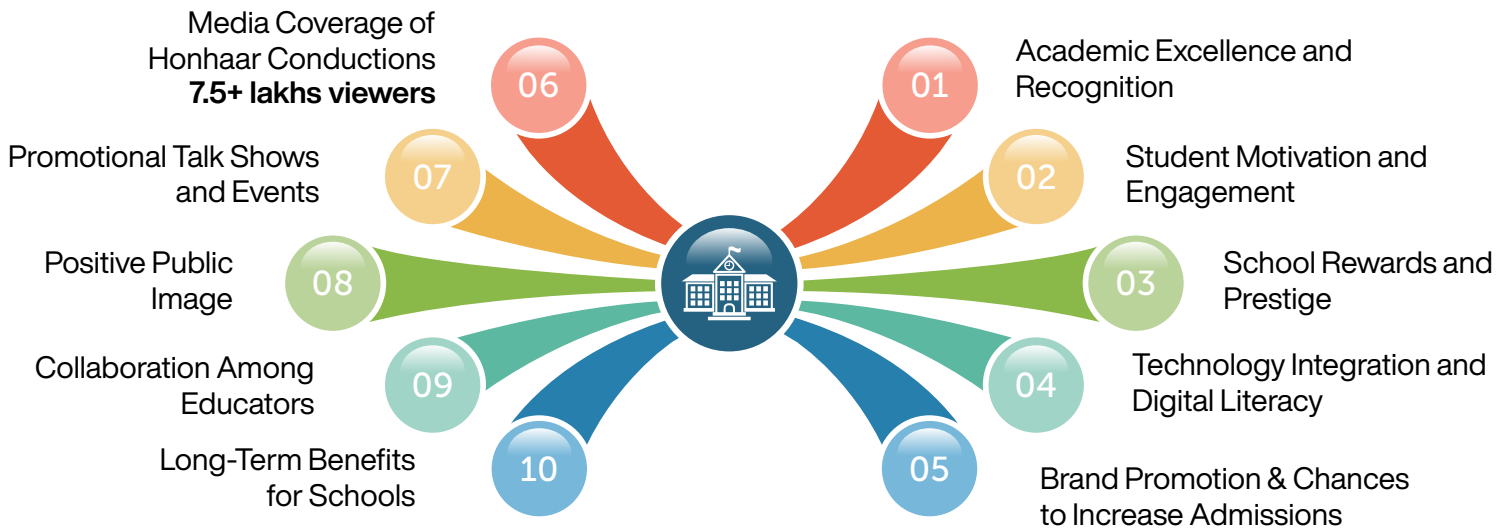 01
Academic Excellence and
Recognition
02
Student Motivation and
Engagement
03
School Rewards and
Prestige
04
Technology Integration and
Digital Literacy
05
Brand Promotion & Chances
to Increase Admissions
06
Media Coverage of
Honhaar Conductions
7.5+ lakhs viewers
07
Promotional Talk Shows
and Events
08
Positive Public
Image
09
Collaboration Among
Educators
10
Long-Term Benefits
for Schools